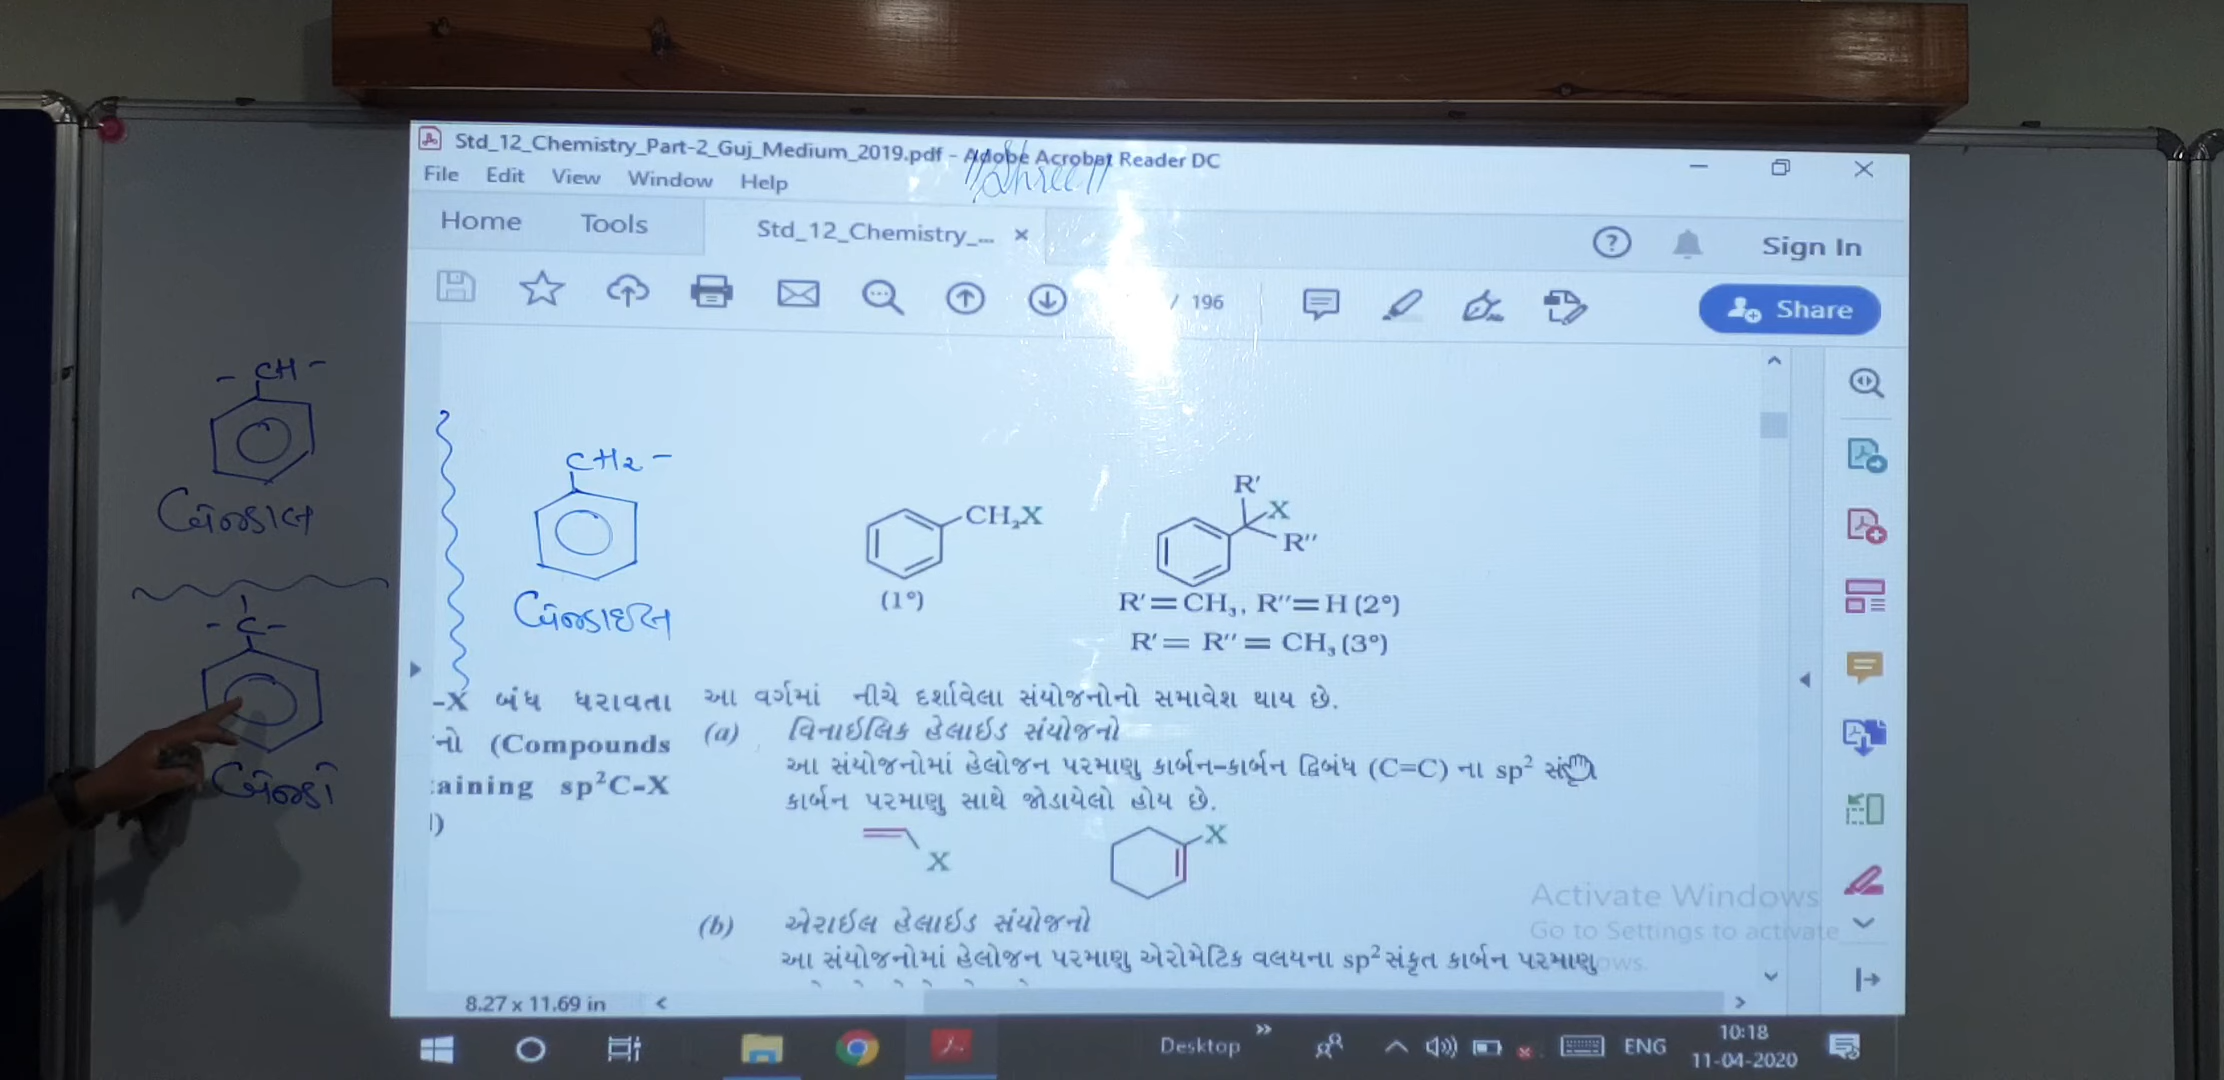 Std_12_Chemistry_Part-2_Guj_Medium_2019.pdf - Adobe Acrobat Reader DC
File Edit View Window Help
//Shree//
Home Tools Std_12_Chemistry_... ×
? Sign In
/ 196
Share
- CH -
બેન્ઝાલ
- C -
બેન્ઝો
CH2 -
બેન્ઝાઇલ
CH₂X
(1°)
R'
X
R''
R'=CH₃, R''=H (2°)
R'= R''= CH₃ (3°)
-X બંધ ધરાવતા
નો (Compounds
aining sp²C-X
)
આ વર્ગમાં નીચે દર્શાવેલા સંયોજનોનો સમાવેશ થાય છે.
(a) વિનાઈલિક હેલાઈડ સંયોજનો
આ સંયોજનોમાં હેલોજન પરમાણુ કાર્બન-કાર્બન દ્વિબંધ (C=C) ના sp²
કાર્બન પરમાણુ સાથે જોડાયેલો હોય છે.
X
X
(b) એરાઈલ હેલાઈડ સંયોજનો
આ સંયોજનોમાં હેલોજન પરમાણુ એરોમેટિક વલયના sp² સંકૃત કાર્બન પરમાણુ
Activate Windows
Go to Settings to activate
ows.
8.27 x 11.69 in
Desktop
ENG
10:18
11-04-2020